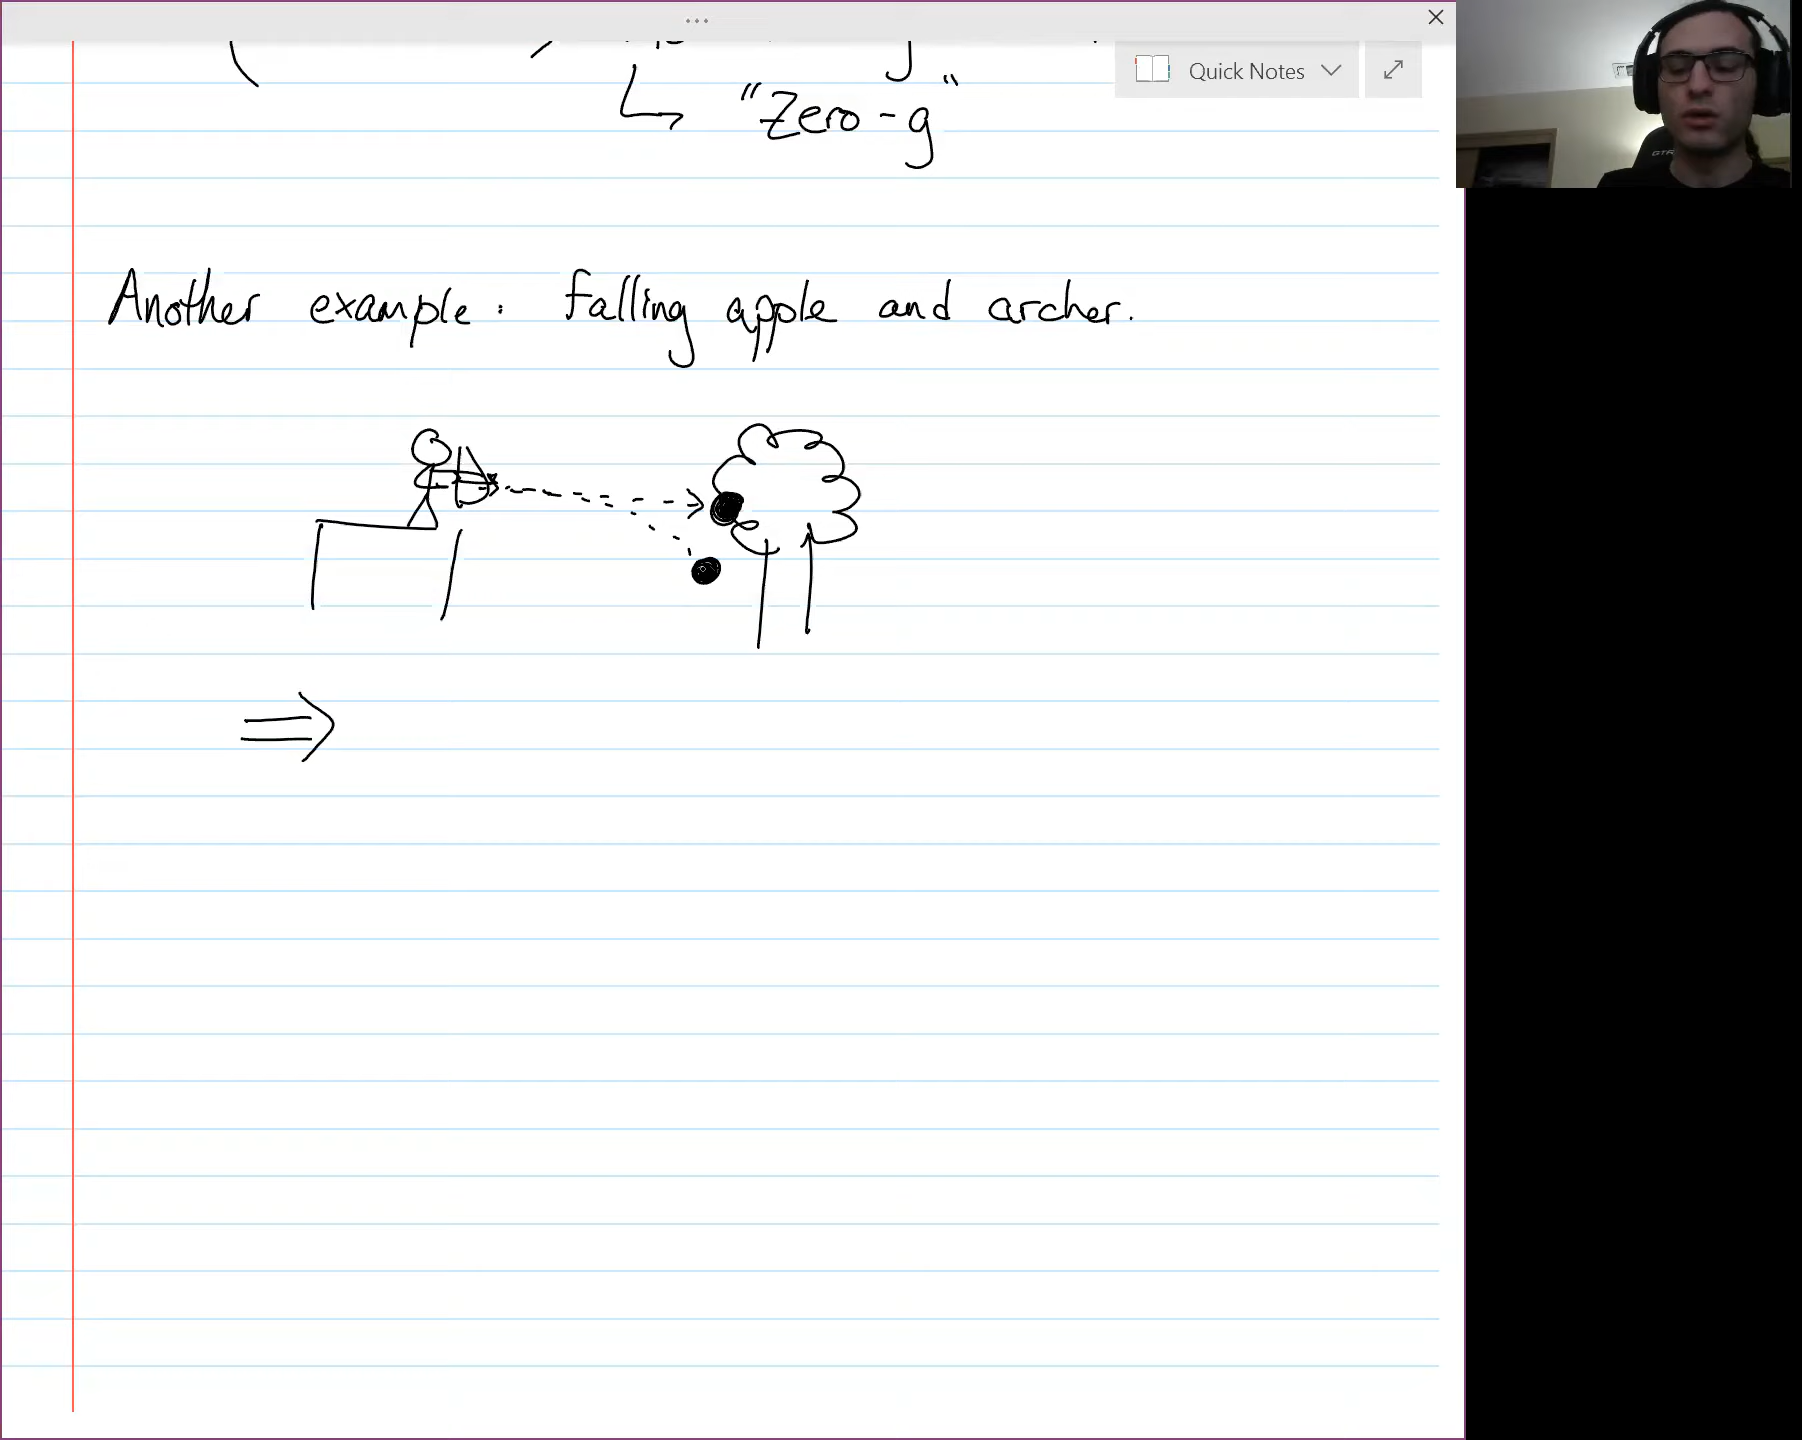 Quick Notes
"Zero-g"
Another example: falling apple and archer.